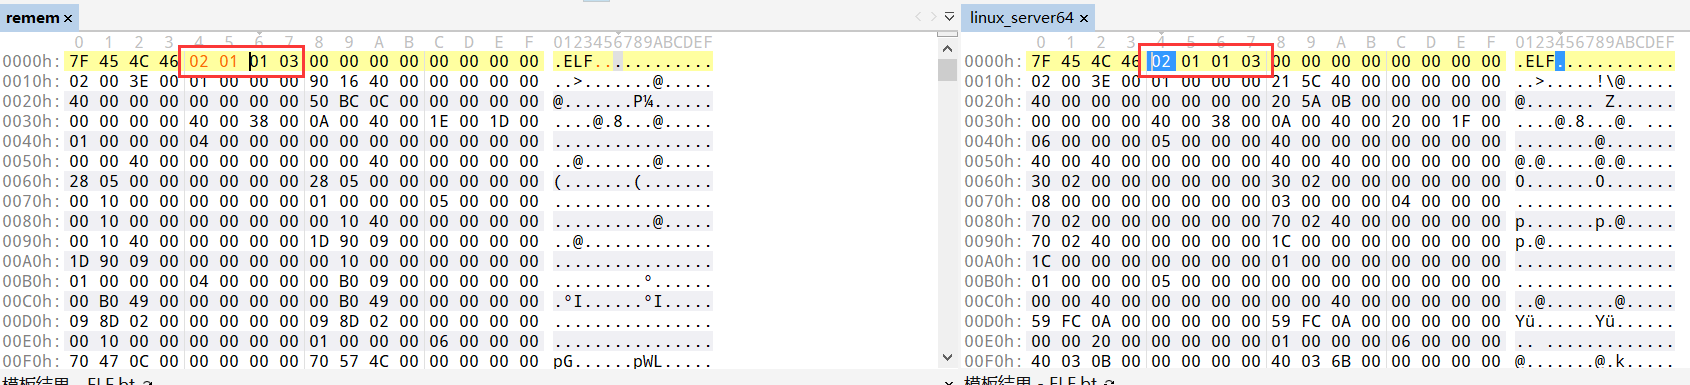 remem × linux_server64 ×
0 1 2 3 4 5 6 7 8 9 A B C D E F 0123456789ABCDEF
0000h: 7F 45 4C 46 02 01 01 03 00 00 00 00 00 00 00 00 .ELF............
0010h: 02 00 3E 00 01 00 00 00 90 16 40 00 00 00 00 00 ..>.......@.....
0020h: 40 00 00 00 00 00 00 00 50 BC 0C 00 00 00 00 00 @.......P¼......
0030h: 00 00 00 00 40 00 38 00 0A 00 40 00 1E 00 1D 00 ....@.8...@.....
0040h: 01 00 00 00 04 00 00 00 00 00 00 00 00 00 00 00 ................
0050h: 00 00 40 00 00 00 00 00 00 00 40 00 00 00 00 00 ..@.......@.....
0060h: 28 05 00 00 00 00 00 00 28 05 00 00 00 00 00 00 (.......(.......
0070h: 00 10 00 00 00 00 00 00 01 00 00 00 05 00 00 00 ................
0080h: 00 10 00 00 00 00 00 00 00 10 40 00 00 00 00 00 ..........@.....
0090h: 00 10 40 00 00 00 00 00 1D 90 09 00 00 00 00 00 ..@.............
00A0h: 1D 90 09 00 00 00 00 00 00 10 00 00 00 00 00 00 ................
00B0h: 01 00 00 00 04 00 00 00 00 B0 09 00 00 00 00 00 .........°......
00C0h: 00 B0 49 00 00 00 00 00 00 B0 49 00 00 00 00 00 .°I......°I.....
00D0h: 09 8D 02 00 00 00 00 00 09 8D 02 00 00 00 00 00 ................
00E0h: 00 10 00 00 00 00 00 00 01 00 00 00 06 00 00 00 ................
00F0h: 70 47 0C 00 00 00 00 00 70 57 4C 00 00 00 00 00 pG......pWL.....
模板结果 - ELF.bt
0 1 2 3 4 5 6 7 8 9 A B C D E F 0123456789ABCDEF
0000h: 7F 45 4C 46 02 01 01 03 00 00 00 00 00 00 00 00 .ELF............
0010h: 02 00 3E 00 01 00 00 00 21 5C 40 00 00 00 00 00 ..>.....!\@.....
0020h: 40 00 00 00 00 00 00 00 20 5A 0B 00 00 00 00 00 @....... Z......
0030h: 00 00 00 00 40 00 38 00 0A 00 40 00 20 00 1F 00 ....@.8...@. ...
0040h: 06 00 00 00 05 00 00 00 40 00 00 00 00 00 00 00 ........@.......
0050h: 40 00 40 00 00 00 00 00 40 00 40 00 00 00 00 00 @.@.....@.@.....
0060h: 30 02 00 00 00 00 00 00 30 02 00 00 00 00 00 00 0.......0.......
0070h: 08 00 00 00 00 00 00 00 03 00 00 00 04 00 00 00 ................
0080h: 70 02 00 00 00 00 00 00 70 02 40 00 00 00 00 00 p.......p.@.....
0090h: 70 02 40 00 00 00 00 00 1C 00 00 00 00 00 00 00 p.@.............
00A0h: 1C 00 00 00 00 00 00 00 01 00 00 00 00 00 00 00 ................
00B0h: 01 00 00 00 05 00 00 00 00 00 00 00 00 00 00 00 ................
00C0h: 00 00 40 00 00 00 00 00 00 00 40 00 00 00 00 00 ..@.......@.....
00D0h: 59 FC 0A 00 00 00 00 00 59 FC 0A 00 00 00 00 00 Yü......Yü......
00E0h: 00 00 20 00 00 00 00 00 01 00 00 00 06 00 00 00 .. .............
00F0h: 40 03 0B 00 00 00 00 00 40 03 6B 00 00 00 00 00 @.......@.k.....
模板结果 - ELF.bt